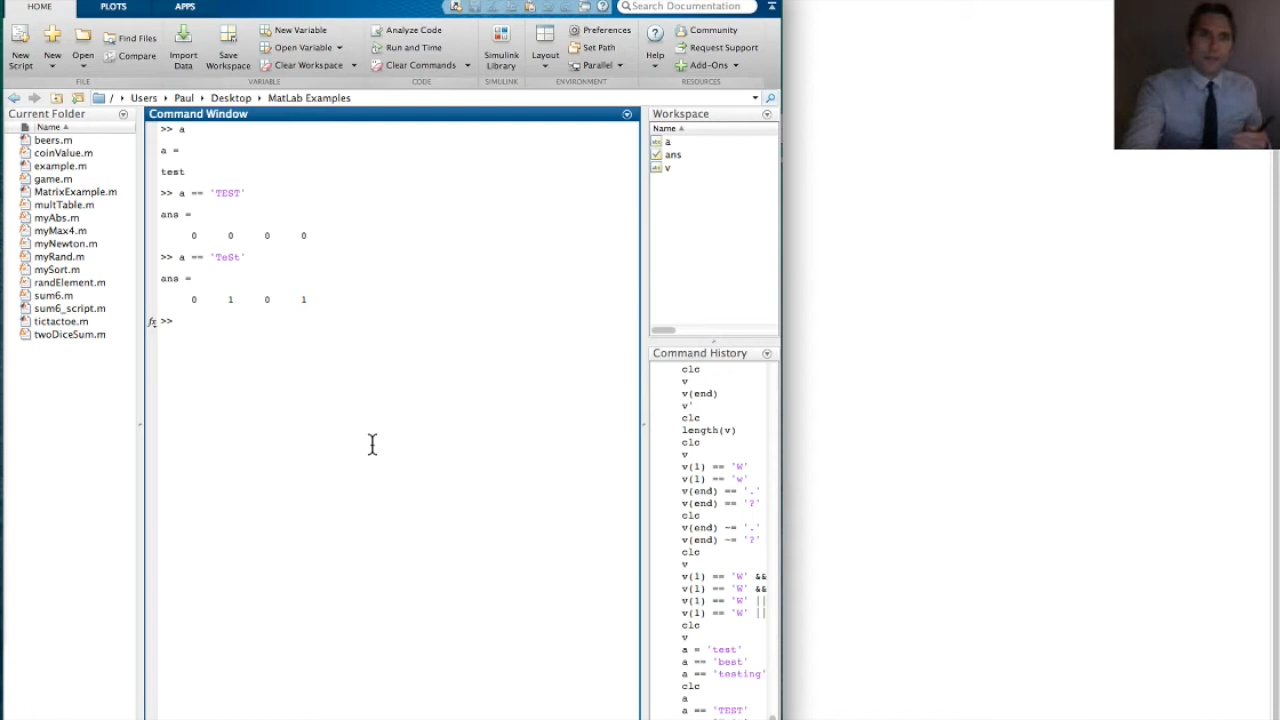 HOME PLOTS APPS
Search Documentation
New Script
New
Open
Find Files
Compare
Import Data
Save Workspace
New Variable
Open Variable
Clear Workspace
Analyze Code
Run and Time
Clear Commands
Simulink Library
Layout
Preferences
Set Path
Parallel
Help
Community
Request Support
Add-Ons
FILE VARIABLE CODE SIMULINK ENVIRONMENT RESOURCES
/ Users Paul Desktop MatLab Examples
Current Folder
Name
beers.m
coinValue.m
example.m
game.m
MatrixExample.m
multTable.m
myAbs.m
myMax4.m
myNewton.m
myRand.m
mySort.m
randElement.m
sum6.m
sum6_script.m
tictactoe.m
twoDiceSum.m
Command Window
>> a
a =
test
>> a == 'TEST'
ans =
0 0 0 0
>> a == 'TeSt'
ans =
0 1 0 1
fx >>
Workspace
Name
a
ans
v
Command History
clc
v
v(end)
v'
clc
length(v)
clc
v
v(1) == 'W'
v(1) == 'w'
v(end) == '.'
v(end) == '?'
clc
v(end) ~= '.'
v(end) ~= '?'
clc
v
v(1) == 'W' &&
v(1) == 'W' &&
v(1) == 'W' ||
v(1) == 'W' ||
clc
v
a = 'test'
a == 'best'
a == 'testing'
clc
a
a == 'TEST'